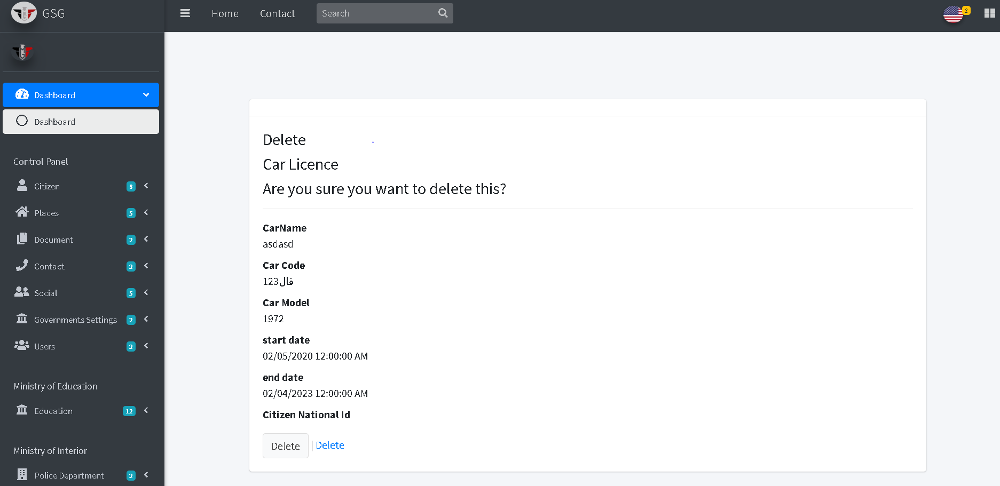 GSG
Home
Contact
Search
2
Dashboard
Dashboard
Control Panel
Citizen 8
Places 5
Document 2
Contact 2
Social 5
Governments Settings 2
Users 2
Ministry of Education
Education 12
Ministry of Interior
Police Department 2
Delete
Car Licence
Are you sure you want to delete this?
CarName
asdasd
Car Code
123فال
Car Model
1972
start date
02/05/2020 12:00:00 AM
end date
02/04/2023 12:00:00 AM
Citizen National Id
Delete | Delete